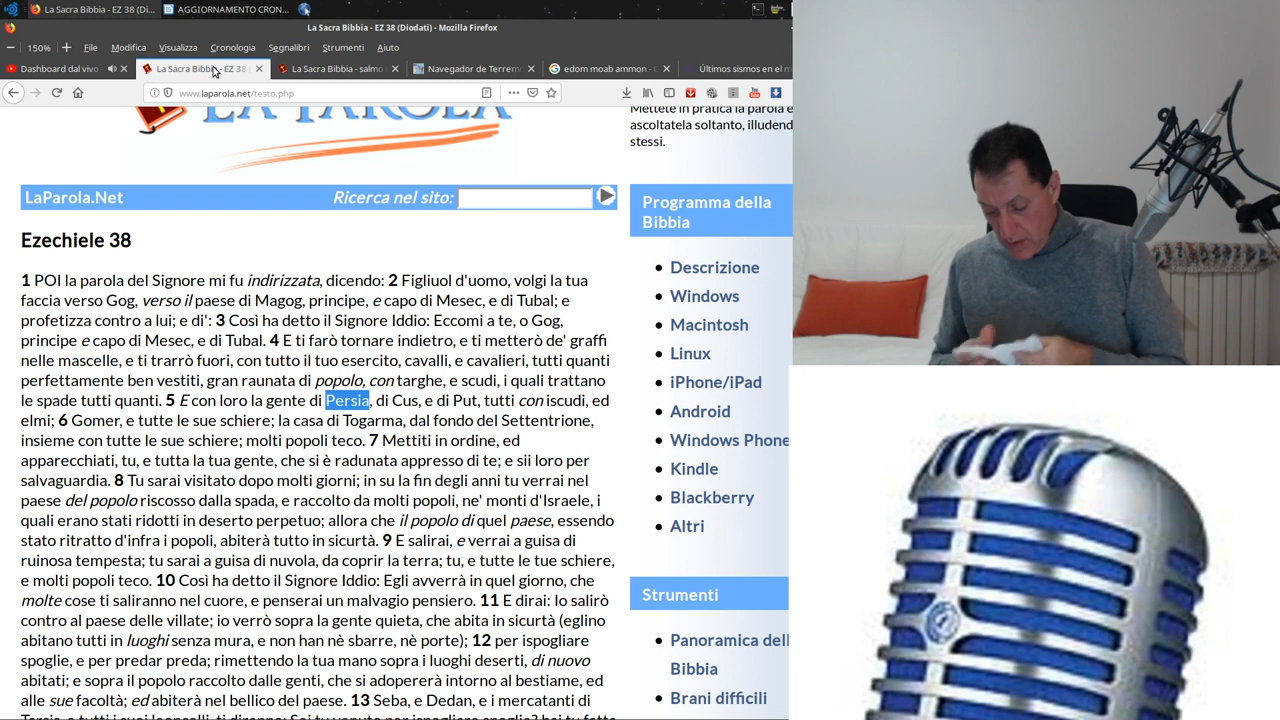 La Sacra Bibbia - EZ 38 (Di...
AGGIORNAMENTO CRON...
La Sacra Bibbia - EZ 38 (Diodati) - Mozilla Firefox
150% File Modifica Visualizza Cronologia Segnalibri Strumenti Aiuto
Dashboard dal vivo
La Sacra Bibbia - EZ 38
La Sacra Bibbia - salmo
Navegador de Terrem
edom moab ammon - C
Últimos sismos en el m
www.laparola.net/testo.php
LA PAROLA
Mettete in pratica la parola e
ascoltatela soltanto, illudend
stessi.
LaParola.Net Ricerca nel sito:
Ezechiele 38
1 POI la parola del Signore mi fu indirizzata, dicendo: 2 Figliuol d'uomo, volgi la tua
faccia verso Gog, verso il paese di Magog, principe, e capo di Mesec, e di Tubal; e
profetizza contro a lui; e di': 3 Così ha detto il Signore Iddio: Eccomi a te, o Gog,
principe e capo di Mesec, e di Tubal. 4 E ti farò tornare indietro, e ti metterò de' graffi
nelle mascelle, e ti trarrò fuori, con tutto il tuo esercito, cavalli, e cavalieri, tutti quanti
perfettamente ben vestiti, gran raunata di popolo, con targhe, e scudi, i quali trattano
le spade tutti quanti. 5 E con loro la gente di Persia, di Cus, e di Put, tutti con iscudi, ed
elmi; 6 Gomer, e tutte le sue schiere; la casa di Togarma, dal fondo del Settentrione,
insieme con tutte le sue schiere; molti popoli teco. 7 Mettiti in ordine, ed
apparecchiati, tu, e tutta la tua gente, che si è radunata appresso di te; e sii loro per
salvaguardia. 8 Tu sarai visitato dopo molti giorni; in su la fin degli anni tu verrai nel
paese del popolo riscosso dalla spada, e raccolto da molti popoli, ne' monti d'Israele, i
quali erano stati ridotti in deserto perpetuo; allora che il popolo di quel paese, essendo
stato ritratto d'infra i popoli, abiterà tutto in sicurtà. 9 E salirai, e verrai a guisa di
ruinosa tempesta; tu sarai a guisa di nuvola, da coprir la terra; tu, e tutte le tue schiere,
e molti popoli teco. 10 Così ha detto il Signore Iddio: Egli avverrà in quel giorno, che
molte cose ti saliranno nel cuore, e penserai un malvagio pensiero. 11 E dirai: Io salirò
contro al paese delle villate; io verrò sopra la gente quieta, che abita in sicurtà (eglino
abitano tutti in luoghi senza mura, e non han nè sbarre, nè porte); 12 per ispogliare
spoglie, e per predar preda; rimettendo la tua mano sopra i luoghi deserti, di nuovo
abitati; e sopra il popolo raccolto dalle genti, che si adopererà intorno al bestiame, ed
alle sue facoltà; ed abiterà nel bellico del paese. 13 Seba, e Dedan, e i mercatanti di
Programma della
Bibbia
Descrizione
Windows
Macintosh
Linux
iPhone/iPad
Android
Windows Phone
Kindle
Blackberry
Altri
Strumenti
Panoramica dell
Bibbia
Brani difficili